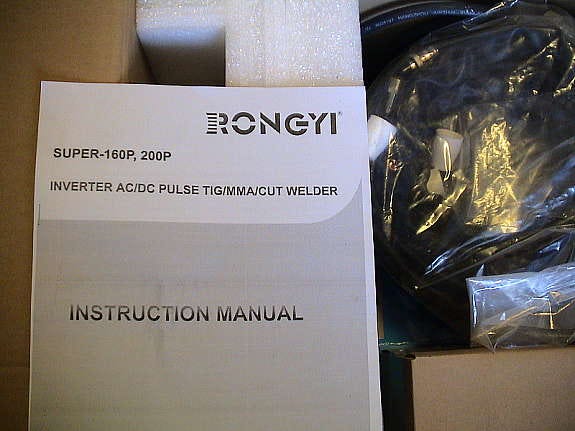 RONGYI®
SUPER-160P, 200P
INVERTER AC/DC PULSE TIG/MMA/CUT WELDER
INSTRUCTION MANUAL